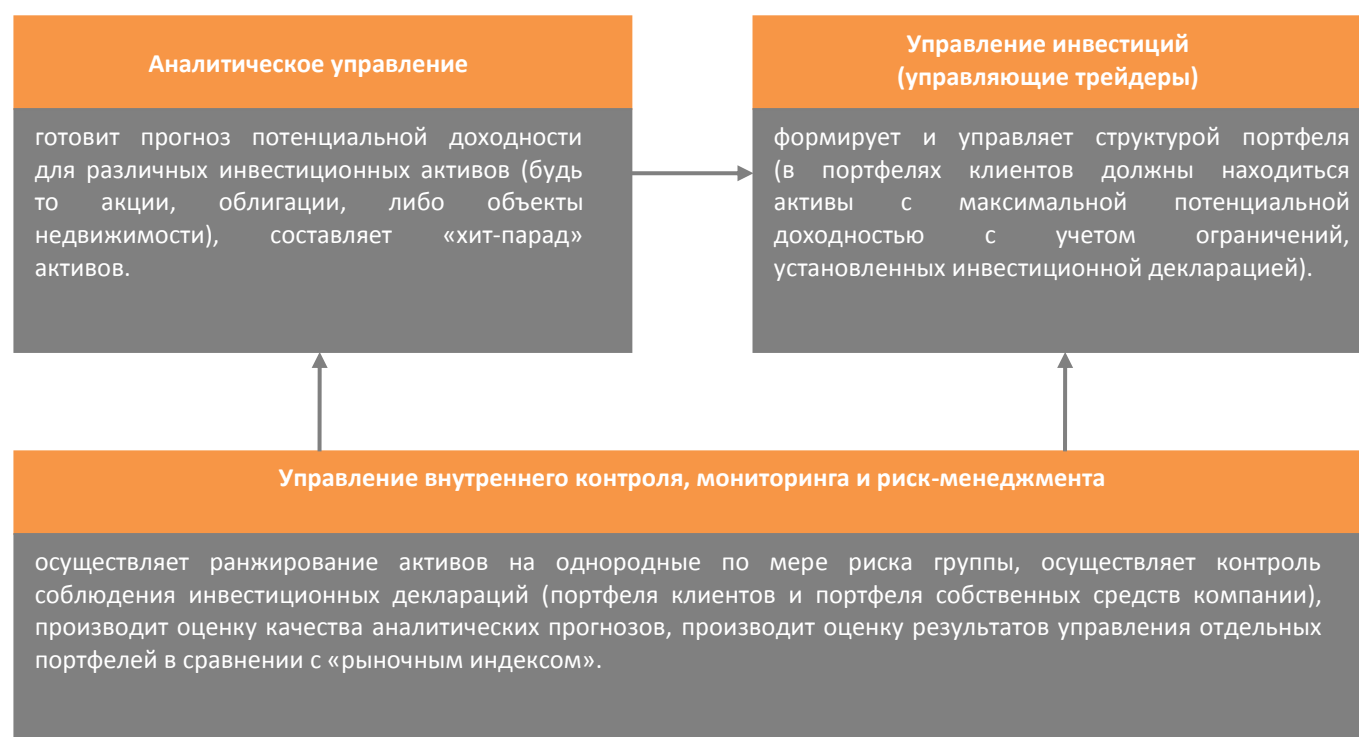 Аналитическое управление
готовит прогноз потенциальной доходности
для различных инвестиционных активов (будь
то акции, облигации, либо объекты
недвижимости), составляет «хит-парад»
активов.
Управление инвестиций
(управляющие трейдеры)
формирует и управляет структурой портфеля
(в портфелях клиентов должны находиться
активы с максимальной потенциальной
доходностью с учетом ограничений,
установленных инвестиционной декларацией).
Управление внутреннего контроля, мониторинга и риск-менеджмента
осуществляет ранжирование активов на однородные по мере риска группы, осуществляет контроль
соблюдения инвестиционных деклараций (портфеля клиентов и портфеля собственных средств компании),
производит оценку качества аналитических прогнозов, производит оценку результатов управления отдельных
портфелей в сравнении с «рыночным индексом».